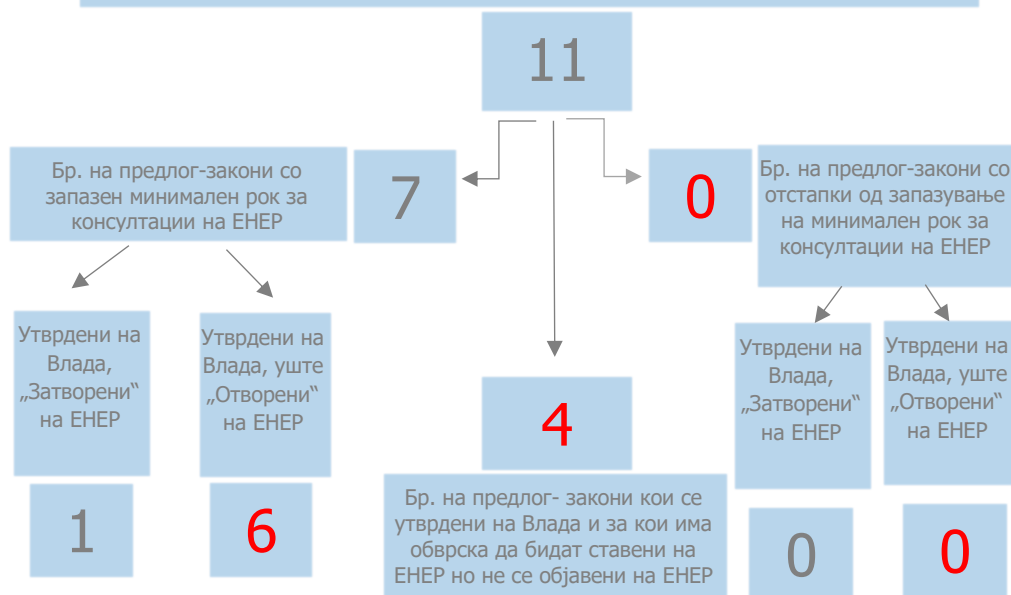 11
Бр. на предлог-закони со
запазен минимален рок за
консултации на ЕНЕР
7
0
Бр. на предлог-закони со
отстапки од запазување
на минимален рок за
консултации на ЕНЕР
Утврдени на
Влада,
„Затворени“
на ЕНЕР
Утврдени на
Влада, уште
„Отворени“
на ЕНЕР
4
Утврдени на
Влада,
„Затворени“
на ЕНЕР
Утврдени на
Влада, уште
„Отворени“
на ЕНЕР
1
6
Бр. на предлог- закони кои се
утврдени на Влада и за кои има
обврска да бидат ставени на
ЕНЕР но не се објавени на ЕНЕР
0
0